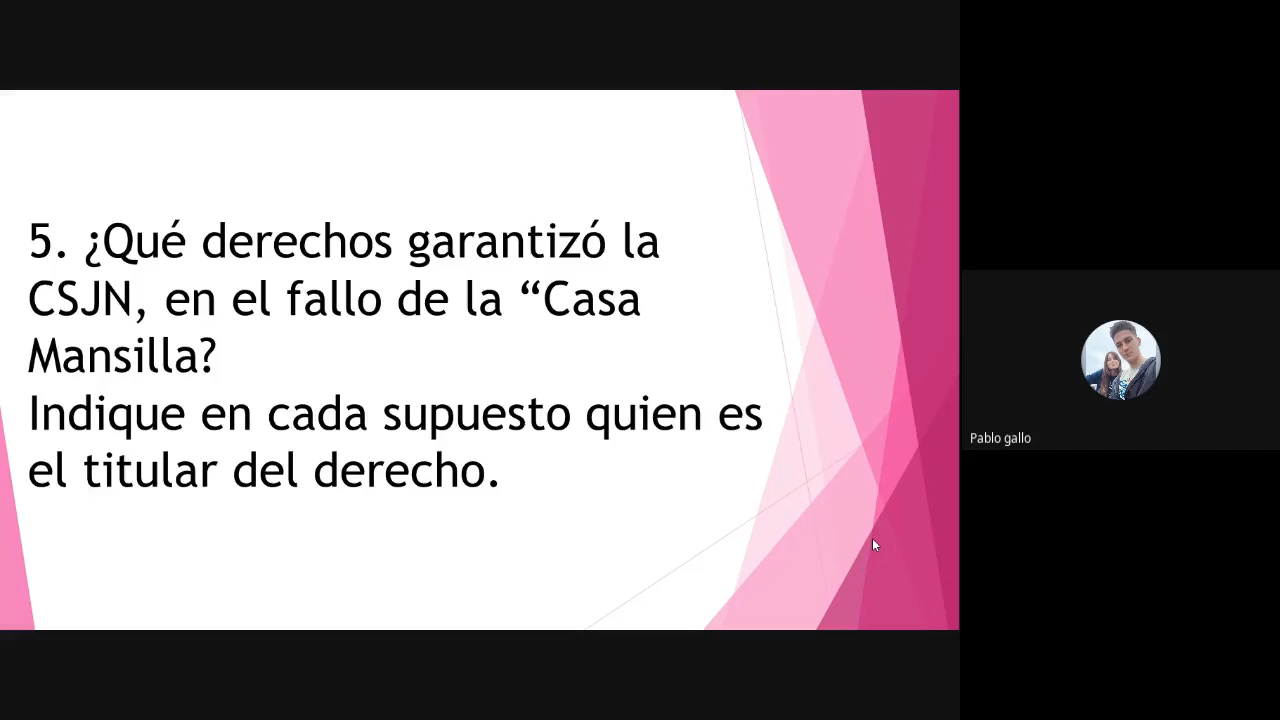 5. ¿Qué derechos garantizó la
CSJN, en el fallo de la “Casa
Mansilla?
Indique en cada supuesto quien es
el titular del derecho.
Pablo gallo